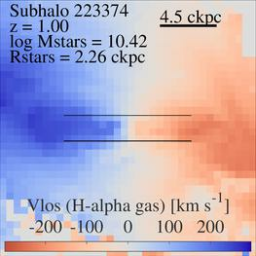 Subhalo 223374
z = 1.00
log Mstars = 10.42
Rstars = 2.26 ckpc
4.5 ckpc
Vlos (H-alpha gas) [km s-1]
-200 -100 0 100 200